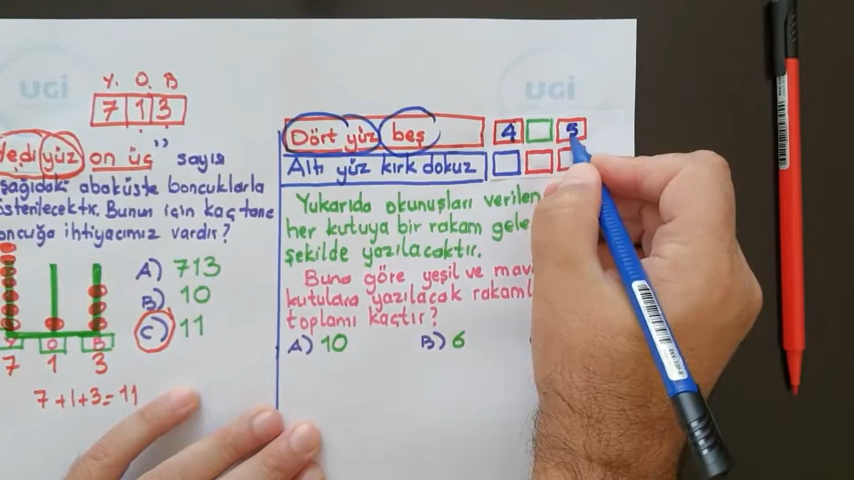 UGi
Y. O. B
7 1 3
Yedi yüz on üç" sayısı
aşağıdaki abaküste boncuklarla
österilecektir. Bunun için kaç tane
oncuğa ihtiyacımız vardır?
A) 713
B) 10
C) 11
7 O B
7 1 3
7+1+3=11
UGi
Dört yüz beş 4 5
Altı yüz kırk dokuz
Yukarıda okunuşları verilen
her kutuya bir rakam gele
şekilde yazılacaktır.
Buna göre yeşil ve mav
kutulara yazılacak rakaml
toplamı kaçtır?
A) 10 B) 6